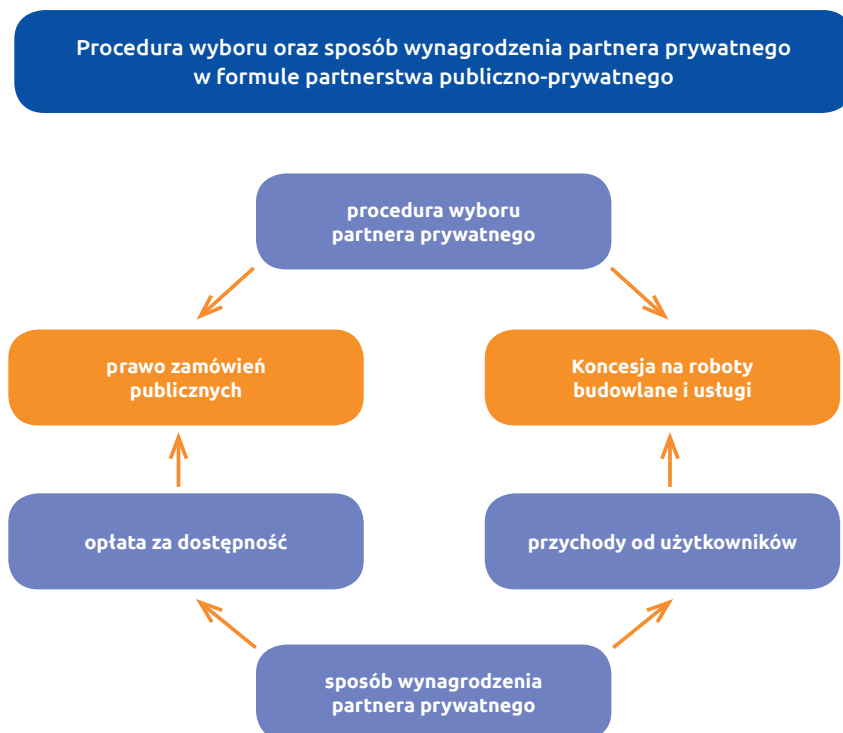 Procedura wyboru oraz sposób wynagrodzenia partnera prywatnego
w formule partnerstwa publiczno-prywatnego
procedura wyboru
partnera prywatnego
prawo zamówień
publicznych
Koncesja na roboty
budowlane i usługi
opłata za dostępność
przychody od użytkowników
sposób wynagrodzenia
partnera prywatnego